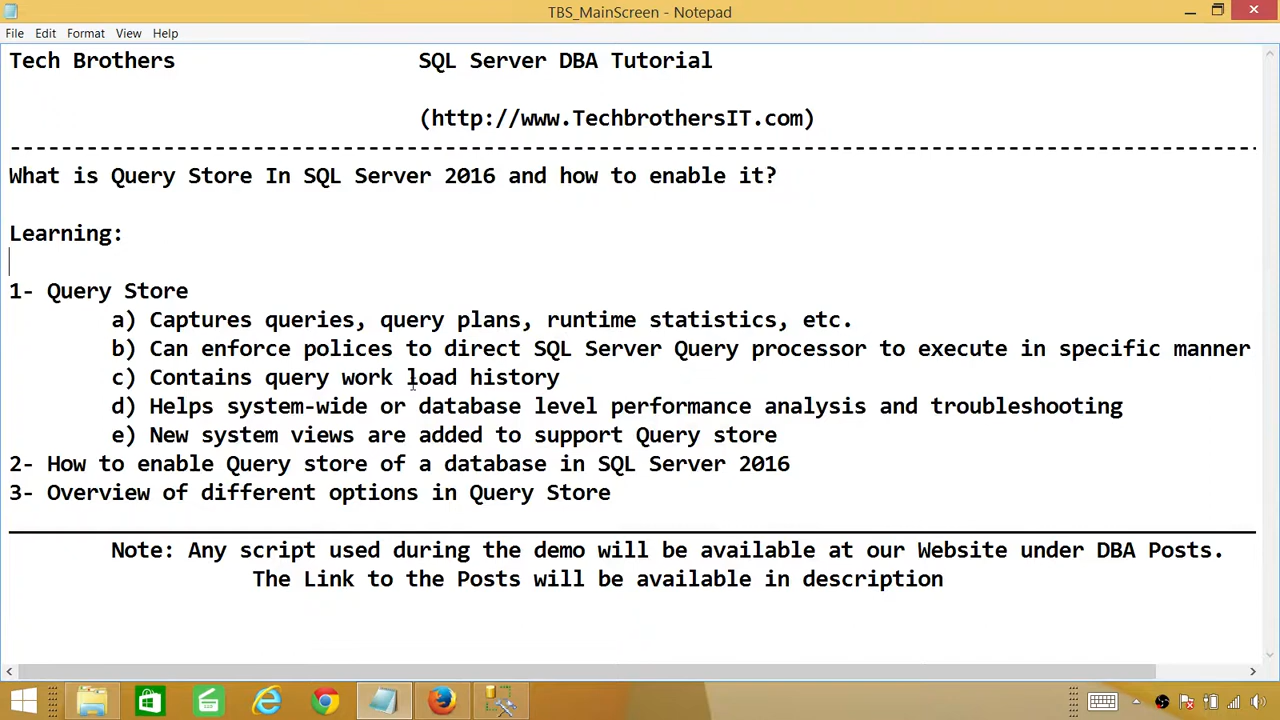 TBS_MainScreen - Notepad
File Edit Format View Help
Tech Brothers SQL Server DBA Tutorial
(http://www.TechbrothersIT.com)
--------------------------------------------------------------------------------------------------
What is Query Store In SQL Server 2016 and how to enable it?
Learning:
1- Query Store
a) Captures queries, query plans, runtime statistics, etc.
b) Can enforce polices to direct SQL Server Query processor to execute in specific manner
c) Contains query work load history
d) Helps system-wide or database level performance analysis and troubleshooting
e) New system views are added to support Query store
2- How to enable Query store of a database in SQL Server 2016
3- Overview of different options in Query Store
Note: Any script used during the demo will be available at our Website under DBA Posts.
The Link to the Posts will be available in description